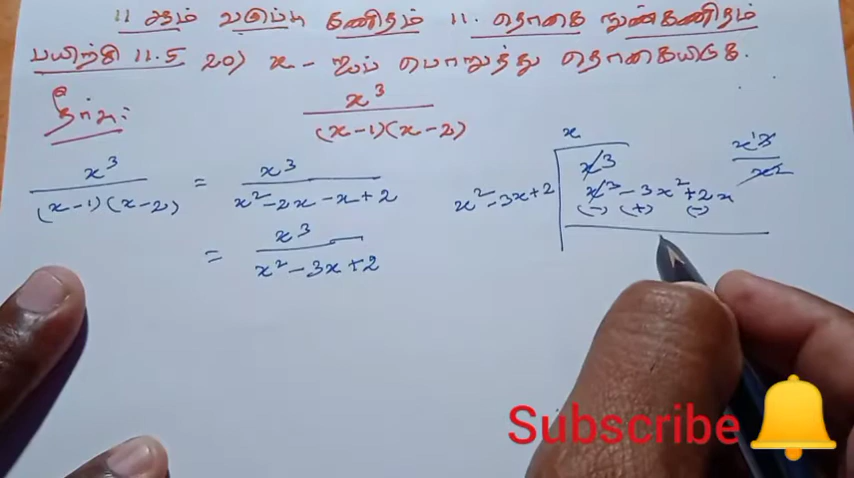 11 ஆம் வகுப்பு கணிதம் 11. தொகை நுண்கணிதம்
பயிற்சி 11.5 20) x - ஐப் பொறுத்து தொகையிடுக.
தீர்வு:
x³ / (x-1)(x-2)
x³ / (x-1)(x-2) = x³ / x²-2x-x+2
= x³ / x²-3x+2
x
x²-3x+2
x³
x³-3x²+2x
(-) (+) (-)
x¹3 / x2
Subscribe